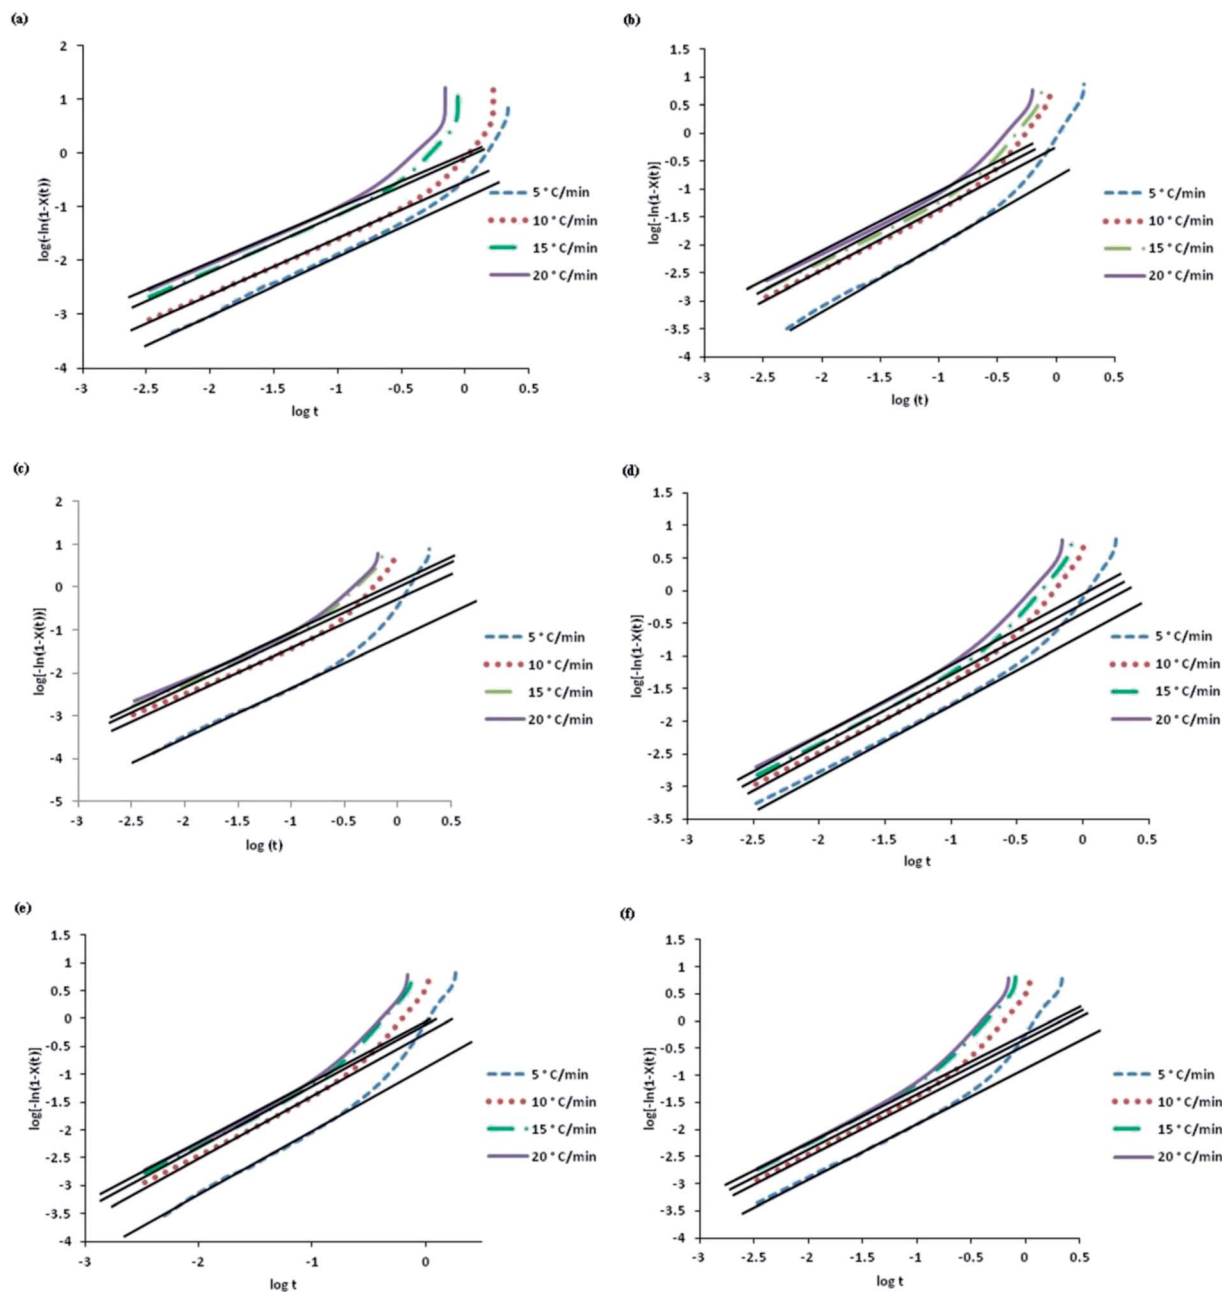 (a)
2
1
0
-1
-2
-3
-4
log(-ln(1-X(t))
-3
-2.5
-2
-1.5
-1
-0.5
0
0.5
log t
5 ° C/min
10 ° C/min
15 ° C/min
20 ° C/min
(b)
1.5
1
0.5
0
-0.5
-1
-1.5
-2
-2.5
-3
-3.5
-4
log[-ln(1-X(t)]
-3
-2.5
-2
-1.5
-1
-0.5
0
0.5
log (t)
5 ° C/min
10 ° C/min
15 ° C/min
20 ° C/min
(c)
2
1
0
-1
-2
-3
-4
-5
log[-ln(1-X(t))]
-3
-2.5
-2
-1.5
-1
-0.5
0
0.5
log (t)
5 ° C/min
10 ° C/min
15 ° C/min
20 ° C/min
(d)
1.5
1
0.5
0
-0.5
-1
-1.5
-2
-2.5
-3
-3.5
log[-ln(1-X(t)]
-3
-2.5
-2
-1.5
-1
-0.5
0
0.5
log t
5 ° C/min
10 ° C/min
15 ° C/min
20 ° C/min
(e)
1.5
1
0.5
0
-0.5
-1
-1.5
-2
-2.5
-3
-3.5
-4
log[-ln(1-X(t)]
-3
-2
-1
0
log t
5 ° C/min
10 ° C/min
15 ° C/min
20 ° C/min
(f)
1.5
1
0.5
0
-0.5
-1
-1.5
-2
-2.5
-3
-3.5
-4
log[-ln(1-X(t)]
-3
-2.5
-2
-1.5
-1
-0.5
0
0.5
log t
5 ° C/min
10 ° C/min
15 ° C/min
20 ° C/min